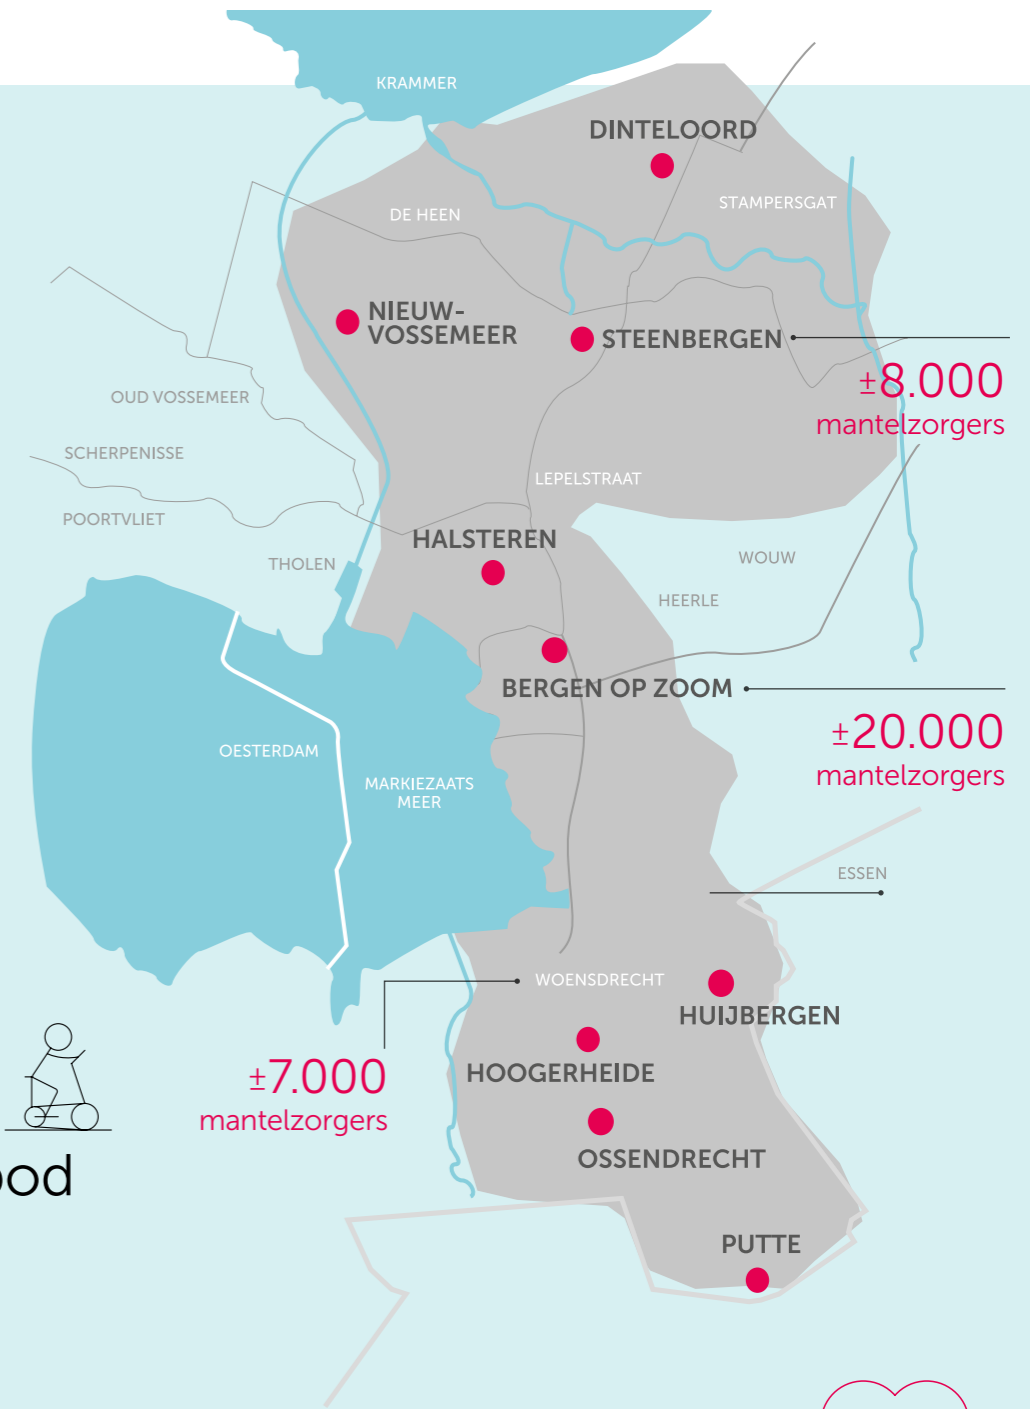 KRAMMER
DINTELOORD
STAMPERSGAT
DE HEEN
NIEUW-
VOSSEMEER
STEENBERGEN
±8.000
mantelzorgers
OUD VOSSEMEER
SCHERPENISSE
LEPELSTRAAT
POORTVLIET
HALSTEREN
THOLEN
WOUW
HEERLE
BERGEN OP ZOOM
±20.000
mantelzorgers
OESTERDAM
MARKIEZAATS
MEER
ESSEN
WOENSDRECHT
HUIJBERGEN
±7.000
mantelzorgers
HOOGERHEIDE
OSSENDRECHT
PUTTE